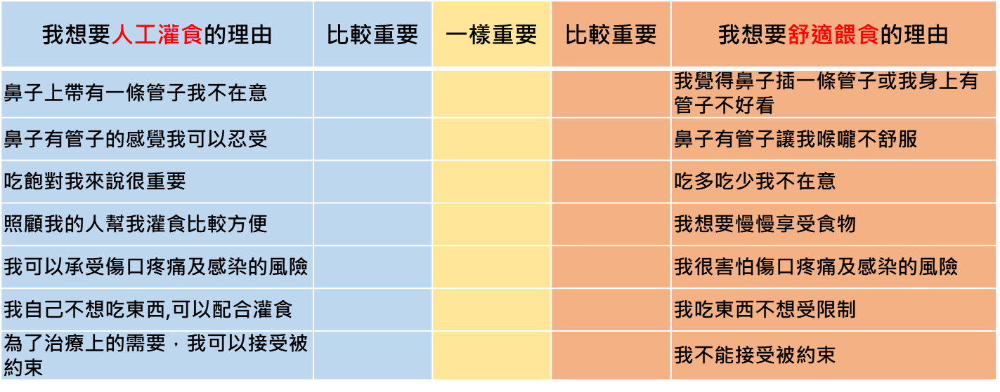 我想要人工灌食的理由 比較重要 一樣重要 比較重要 我想要舒適餵食的理由
鼻子上帶有一條管子我不在意 我覺得鼻子插一條管子或我身上有
管子不好看
鼻子有管子的感覺我可以忍受 鼻子有管子讓我喉嚨不舒服
吃飽對我來說很重要 吃多吃少我不在意
照顧我的人幫我灌食比較方便 我想要慢慢享受食物
我可以承受傷口疼痛及感染的風險 我很害怕傷口疼痛及感染的風險
我自己不想吃東西,可以配合灌食 我吃東西不想受限制
為了治療上的需要，我可以接受被
約束 我不能接受被約束